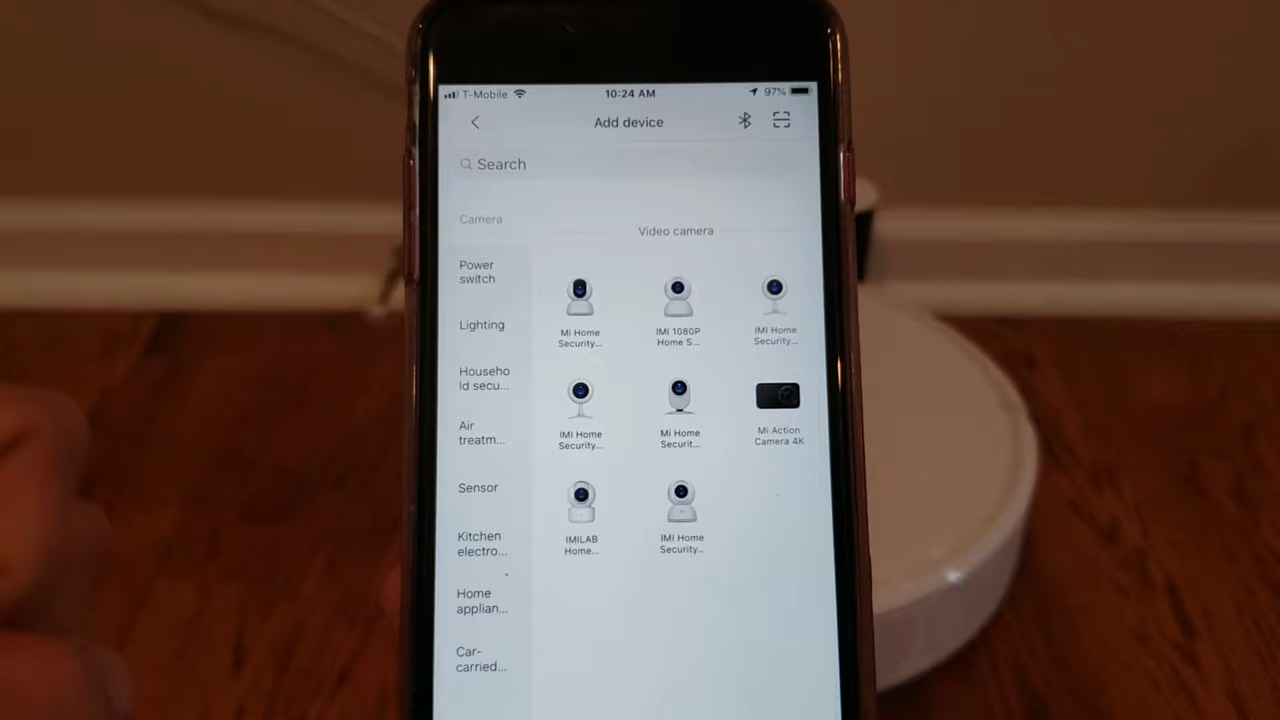 T-Mobile
10:24 AM
97%
Add device
Search
Camera
Power
switch
Lighting
Househo
ld secu...
Air
treatm...
Sensor
Kitchen
electro...
Home
applian...
Car-
carried...
Video camera
Mi Home
Security...
IMI 1080P
Home S...
IMI Home
Security...
IMI Home
Security...
Mi Home
Securit...
Mi Action
Camera 4K
IMILAB
Home...
IMI Home
Security...